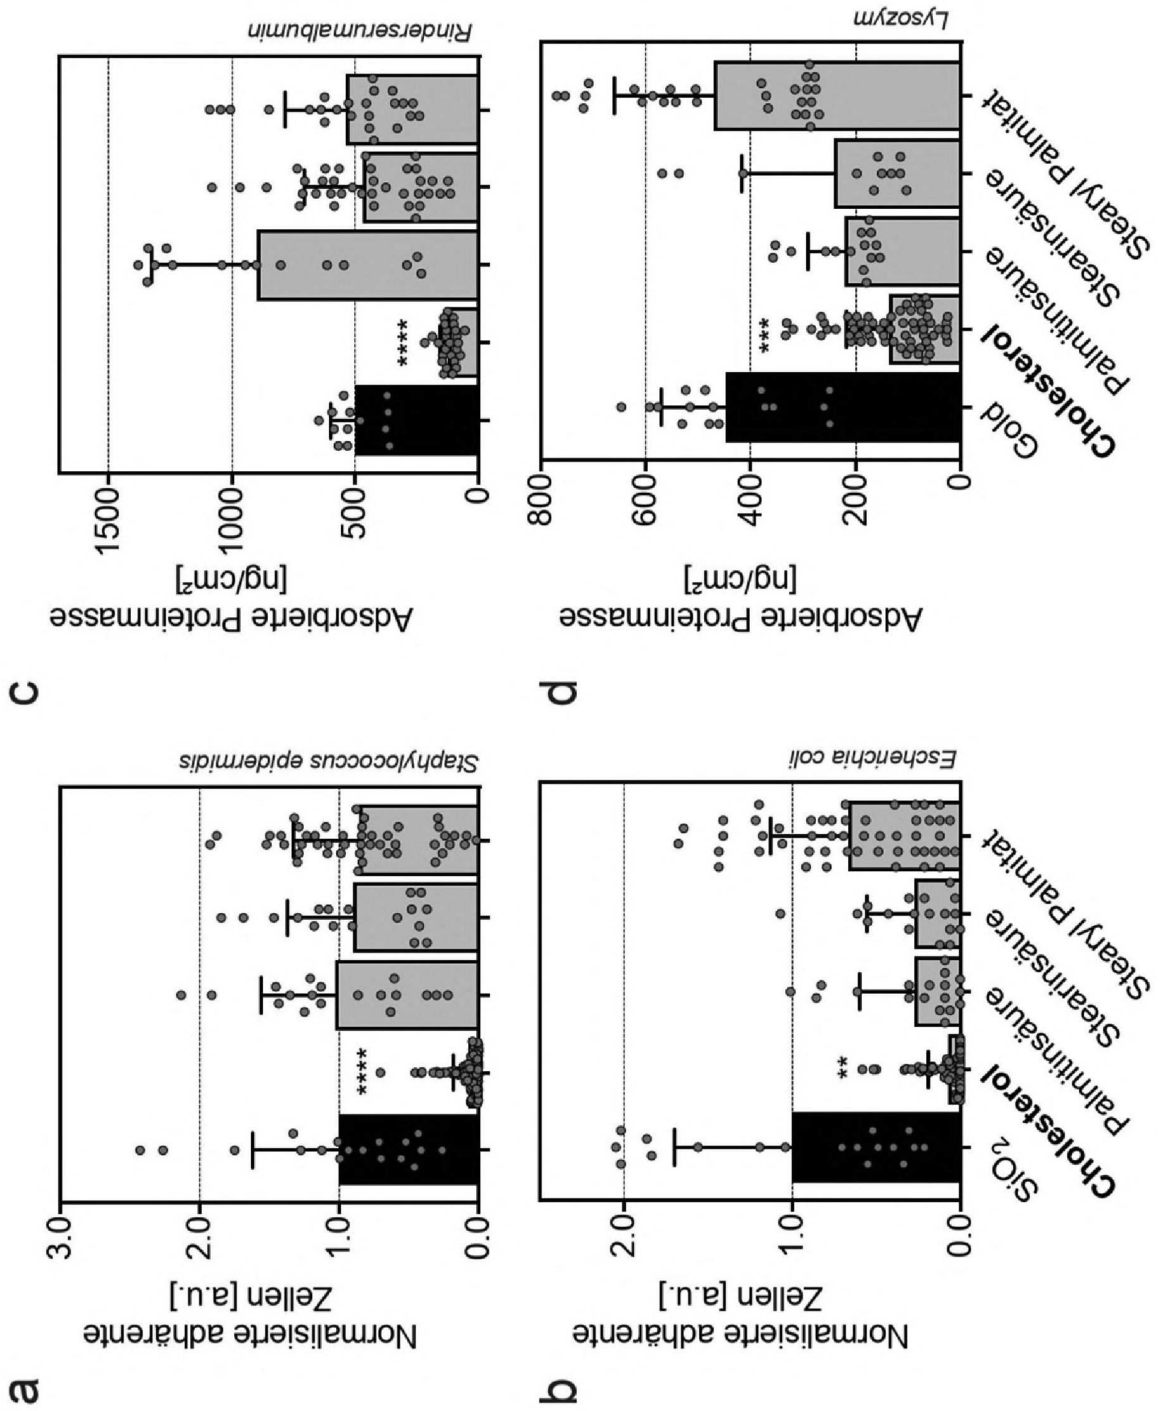 a
Staphylococcus epidermidis
Normalisierte adhärente
Zellen [a.u.]
3.0
2.0
1.0
0.0
****
b
Escherichia coli
Normalisierte adhärente
Zellen [a.u.]
2.0
1.0
0.0
**
SiO₂
Cholesterol
Palmitinsäure
Stearinsäure
Stearyl Palmitat
c
Rinderserumalbumin
Adsorbierte Proteinmasse
[ng/cm²]
1500
1000
500
0
****
d
Lysozym
Adsorbierte Proteinmasse
[ng/cm²]
800
600
400
200
0
***
Gold
Cholesterol
Palmitinsäure
Stearinsäure
Stearyl Palmitat